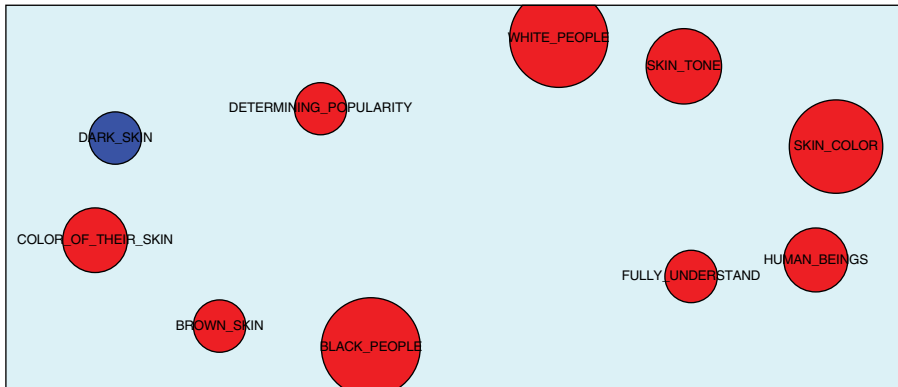 WHITE_PEOPLE
SKIN_TONE
DETERMINING_POPULARITY
DARK_SKIN
SKIN_COLOR
COLOR_OF_THEIR_SKIN
HUMAN_BEINGS
FULLY_UNDERSTAND
BROWN_SKIN
BLACK_PEOPLE